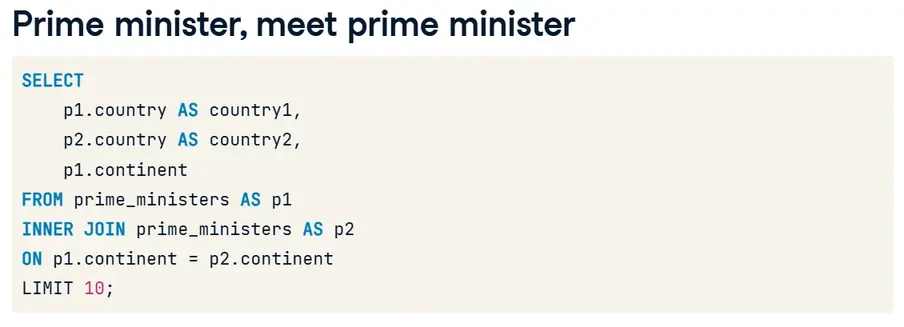 Prime minister, meet prime minister
SELECT
    p1.country AS country1,
    p2.country AS country2,
    p1.continent
FROM prime_ministers AS p1
INNER JOIN prime_ministers AS p2
ON p1.continent = p2.continent
LIMIT 10;